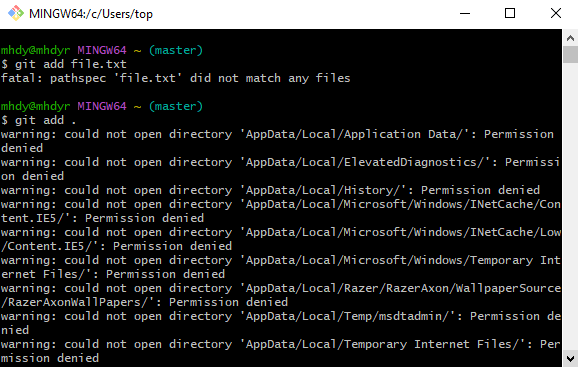 MINGW64:/c/Users/top
mhdy@mhdyr MINGW64 ~ (master)
$ git add file.txt
fatal: pathspec 'file.txt' did not match any files
mhdy@mhdyr MINGW64 ~ (master)
$ git add .
warning: could not open directory 'AppData/Local/Application Data/': Permission
denied
warning: could not open directory 'AppData/Local/ElevatedDiagnostics/': Permissi
on denied
warning: could not open directory 'AppData/Local/History/': Permission denied
warning: could not open directory 'AppData/Local/Microsoft/Windows/INetCache/Con
tent.IE5/': Permission denied
warning: could not open directory 'AppData/Local/Microsoft/Windows/INetCache/Low
/Content.IE5/': Permission denied
warning: could not open directory 'AppData/Local/Microsoft/Windows/Temporary Int
ernet Files/': Permission denied
warning: could not open directory 'AppData/Local/Razer/RazerAxon/WallpaperSource
/RazerAxonWallPapers/': Permission denied
warning: could not open directory 'AppData/Local/Temp/msdtadmin/': Permission de
nied
warning: could not open directory 'AppData/Local/Temporary Internet Files/': Per
mission denied